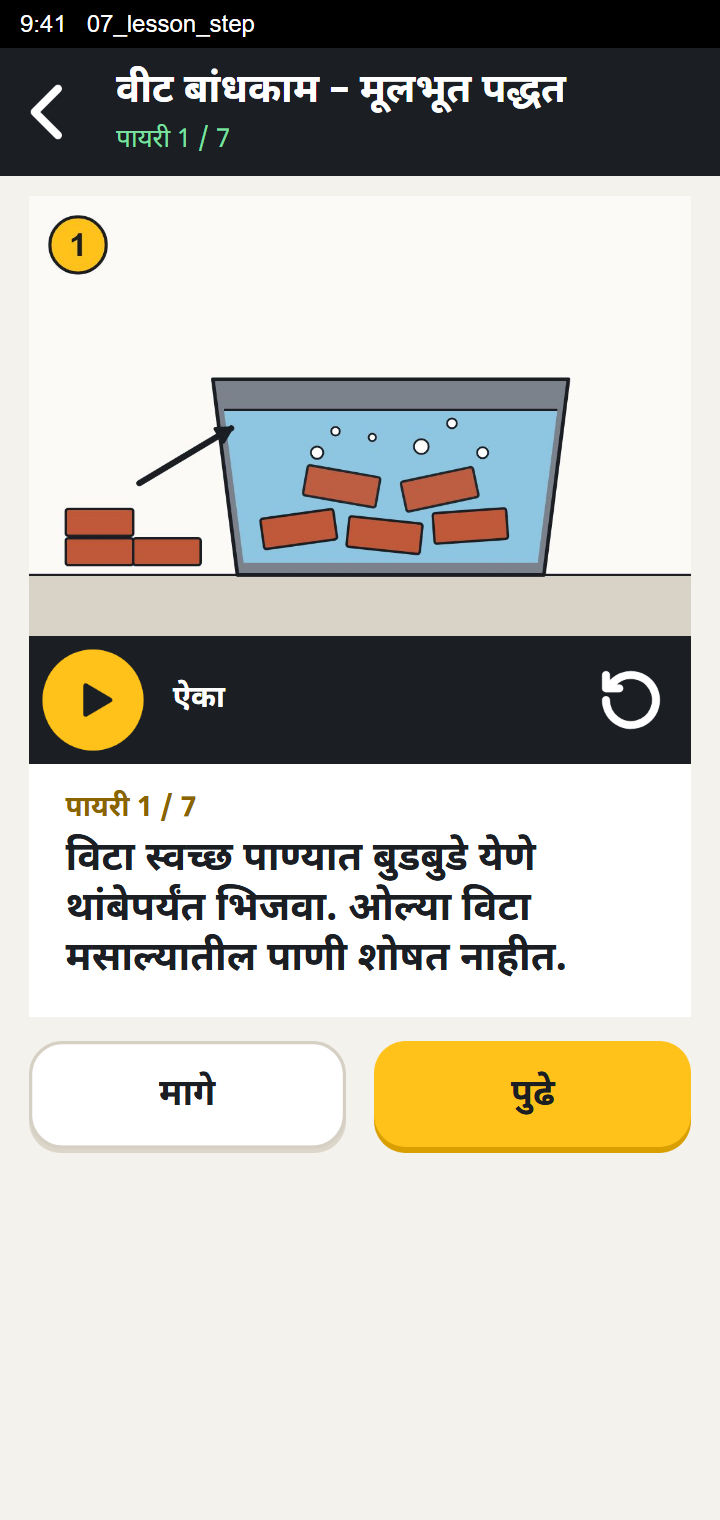 9:41 07_lesson_step
वीट बांधकाम – मूलभूत पद्धत
पायरी 1 / 7
1
ऐका
पायरी 1 / 7
विटा स्वच्छ पाण्यात बुडबुडे येणे
थांबेपर्यंत भिजवा. ओल्या विटा
मसाल्यातील पाणी शोषत नाहीत.
मागे
पुढे